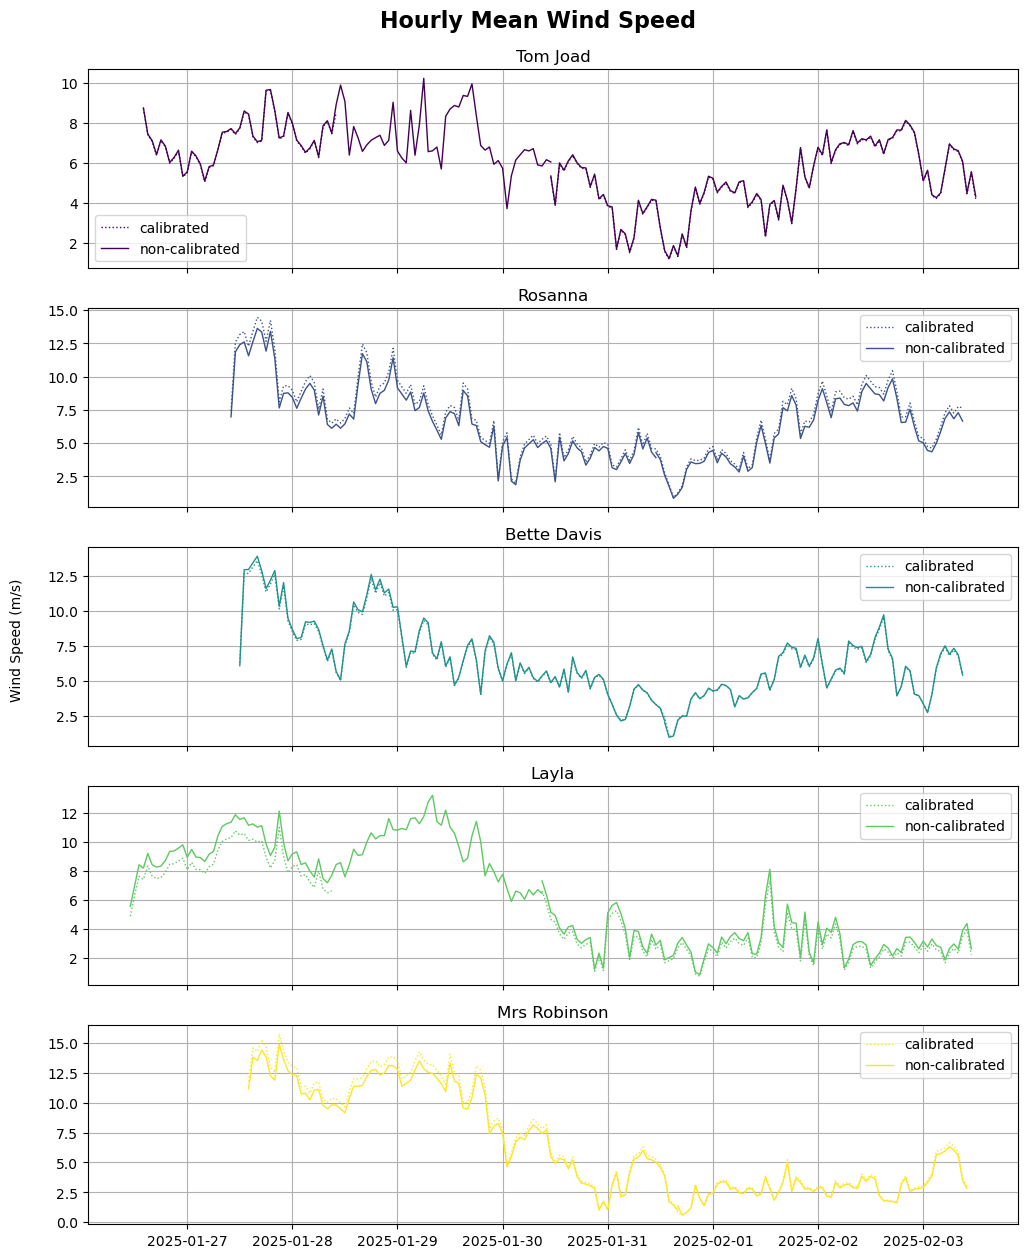 Hourly Mean Wind Speed
Tom Joad
10
8
6
4
2
calibrated
non-calibrated
Rosanna
15.0
12.5
10.0
7.5
5.0
2.5
calibrated
non-calibrated
Bette Davis
12.5
10.0
7.5
5.0
2.5
calibrated
non-calibrated
Wind Speed (m/s)
Layla
12
10
8
6
4
2
calibrated
non-calibrated
Mrs Robinson
15.0
12.5
10.0
7.5
5.0
2.5
0.0
calibrated
non-calibrated
2025-01-27 2025-01-28 2025-01-29 2025-01-30 2025-01-31 2025-02-01 2025-02-02 2025-02-03